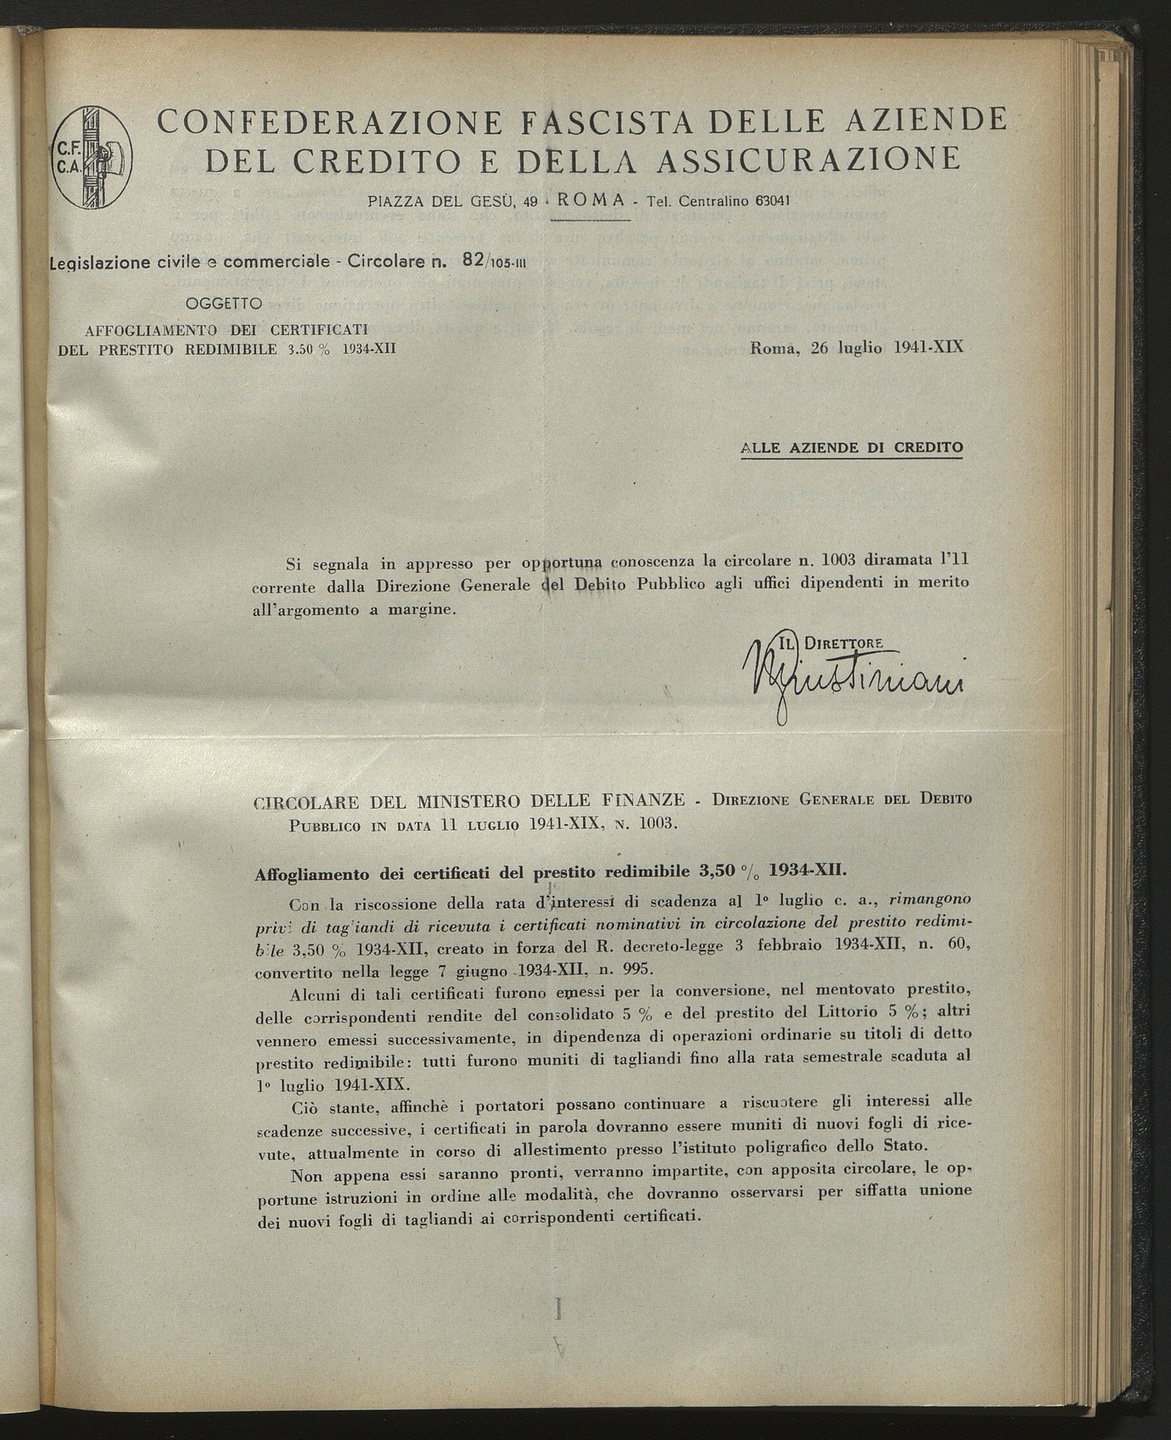 C.F.
C.A.
CONFEDERAZIONE FASCISTA DELLE AZIENDE
DEL CREDITO E DELLA ASSICURAZIONE
PIAZZA DEL GESÙ, 49 - ROMA - Tel. Centralino 63041
Legislazione civile e commerciale - Circolare n. 82/105-III
OGGETTO
AFFOGLIAMENTO DEI CERTIFICATI
DEL PRESTITO REDIMIBILE 3.50 % 1934-XII
Roma, 26 luglio 1941-XIX
ALLE AZIENDE DI CREDITO
Si segnala in appresso per opportuna conoscenza la circolare n. 1003 diramata l'11
corrente dalla Direzione Generale del Debito Pubblico agli uffici dipendenti in merito
all'argomento a margine.
IL DIRETTORE
Giustiniani
CIRCOLARE DEL MINISTERO DELLE FINANZE - DIREZIONE GENERALE DEL DEBITO
PUBBLICO IN DATA 11 LUGLIO 1941-XIX, N. 1003.
Affogliamento dei certificati del prestito redimibile 3,50 % 1934-XII.
Con la riscossione della rata d'interessi di scadenza al 1º luglio c. a., rimangono
privi di tagliandi di ricevuta i certificati nominativi in circolazione del prestito redimi-
bile 3,50 % 1934-XII, creato in forza del R. decreto-legge 3 febbraio 1934-XII, n. 60,
convertito nella legge 7 giugno 1934-XII, n. 995.
Alcuni di tali certificati furono emessi per la conversione, nel mentovato prestito,
delle corrispondenti rendite del consolidato 5 % e del prestito del Littorio 5 %; altri
vennero emessi successivamente, in dipendenza di operazioni ordinarie su titoli di detto
prestito redimibile: tutti furono muniti di tagliandi fino alla rata semestrale scaduta al
1º luglio 1941-XIX.
Ciò stante, affinchè i portatori possano continuare a riscuotere gli interessi alle
scadenze successive, i certificati in parola dovranno essere muniti di nuovi fogli di rice-
vute, attualmente in corso di allestimento presso l'istituto poligrafico dello Stato.
Non appena essi saranno pronti, verranno impartite, con apposita circolare, le op-
portune istruzioni in ordine alle modalità, che dovranno osservarsi per siffatta unione
dei nuovi fogli di tagliandi ai corrispondenti certificati.